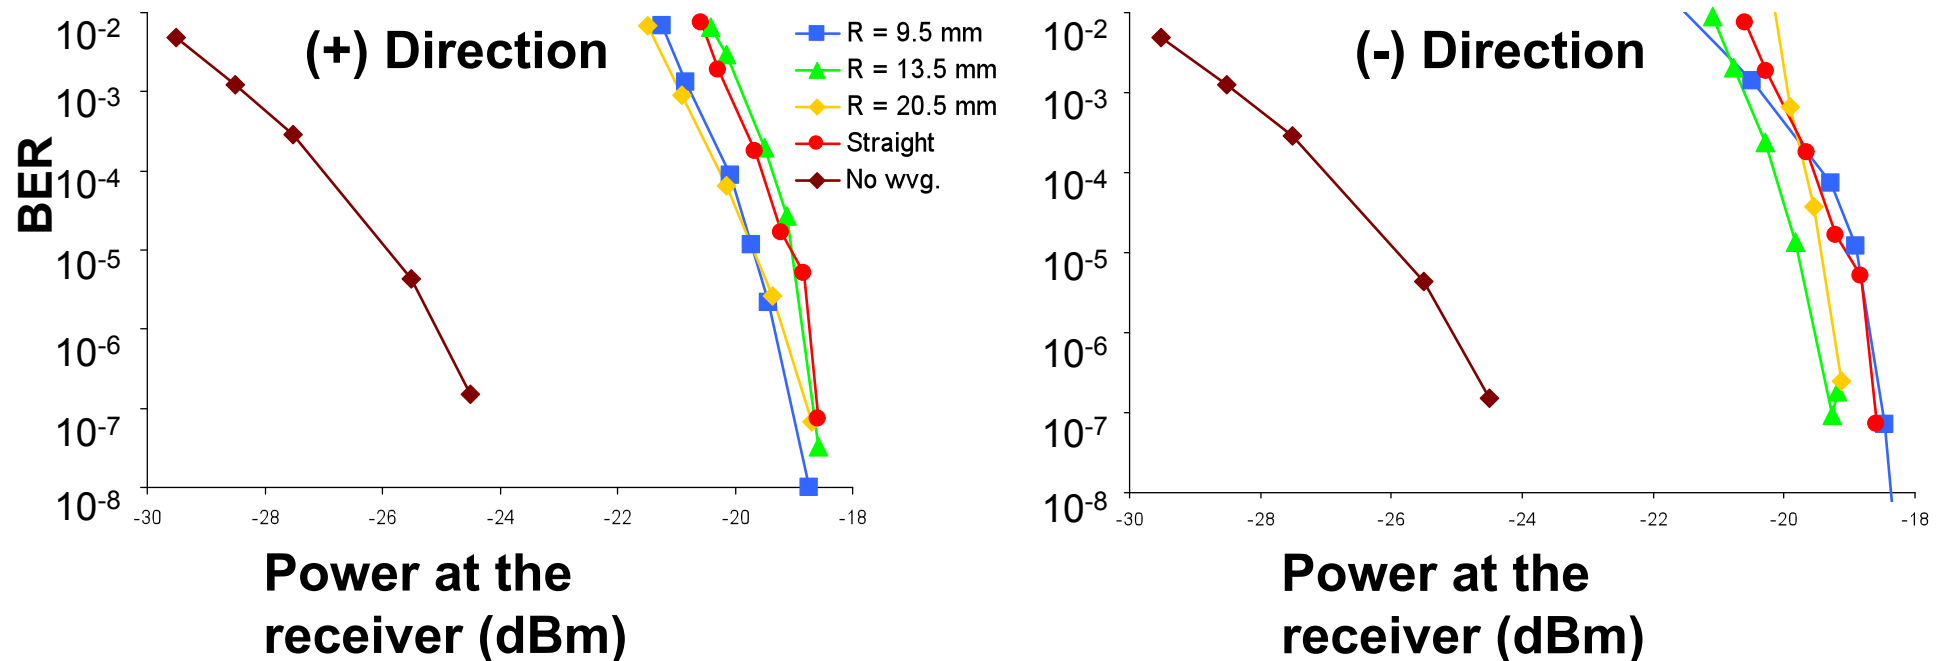 (+) Direction
BER
10-2
10-3
10-4
10-5
10-6
10-7
10-8
-30 -28 -26 -24 -22 -20 -18
Power at the
receiver (dBm)
R = 9.5 mm
R = 13.5 mm
R = 20.5 mm
Straight
No wvg.
(-) Direction
10-2
10-3
10-4
10-5
10-6
10-7
10-8
-30 -28 -26 -24 -22 -20 -18
Power at the
receiver (dBm)